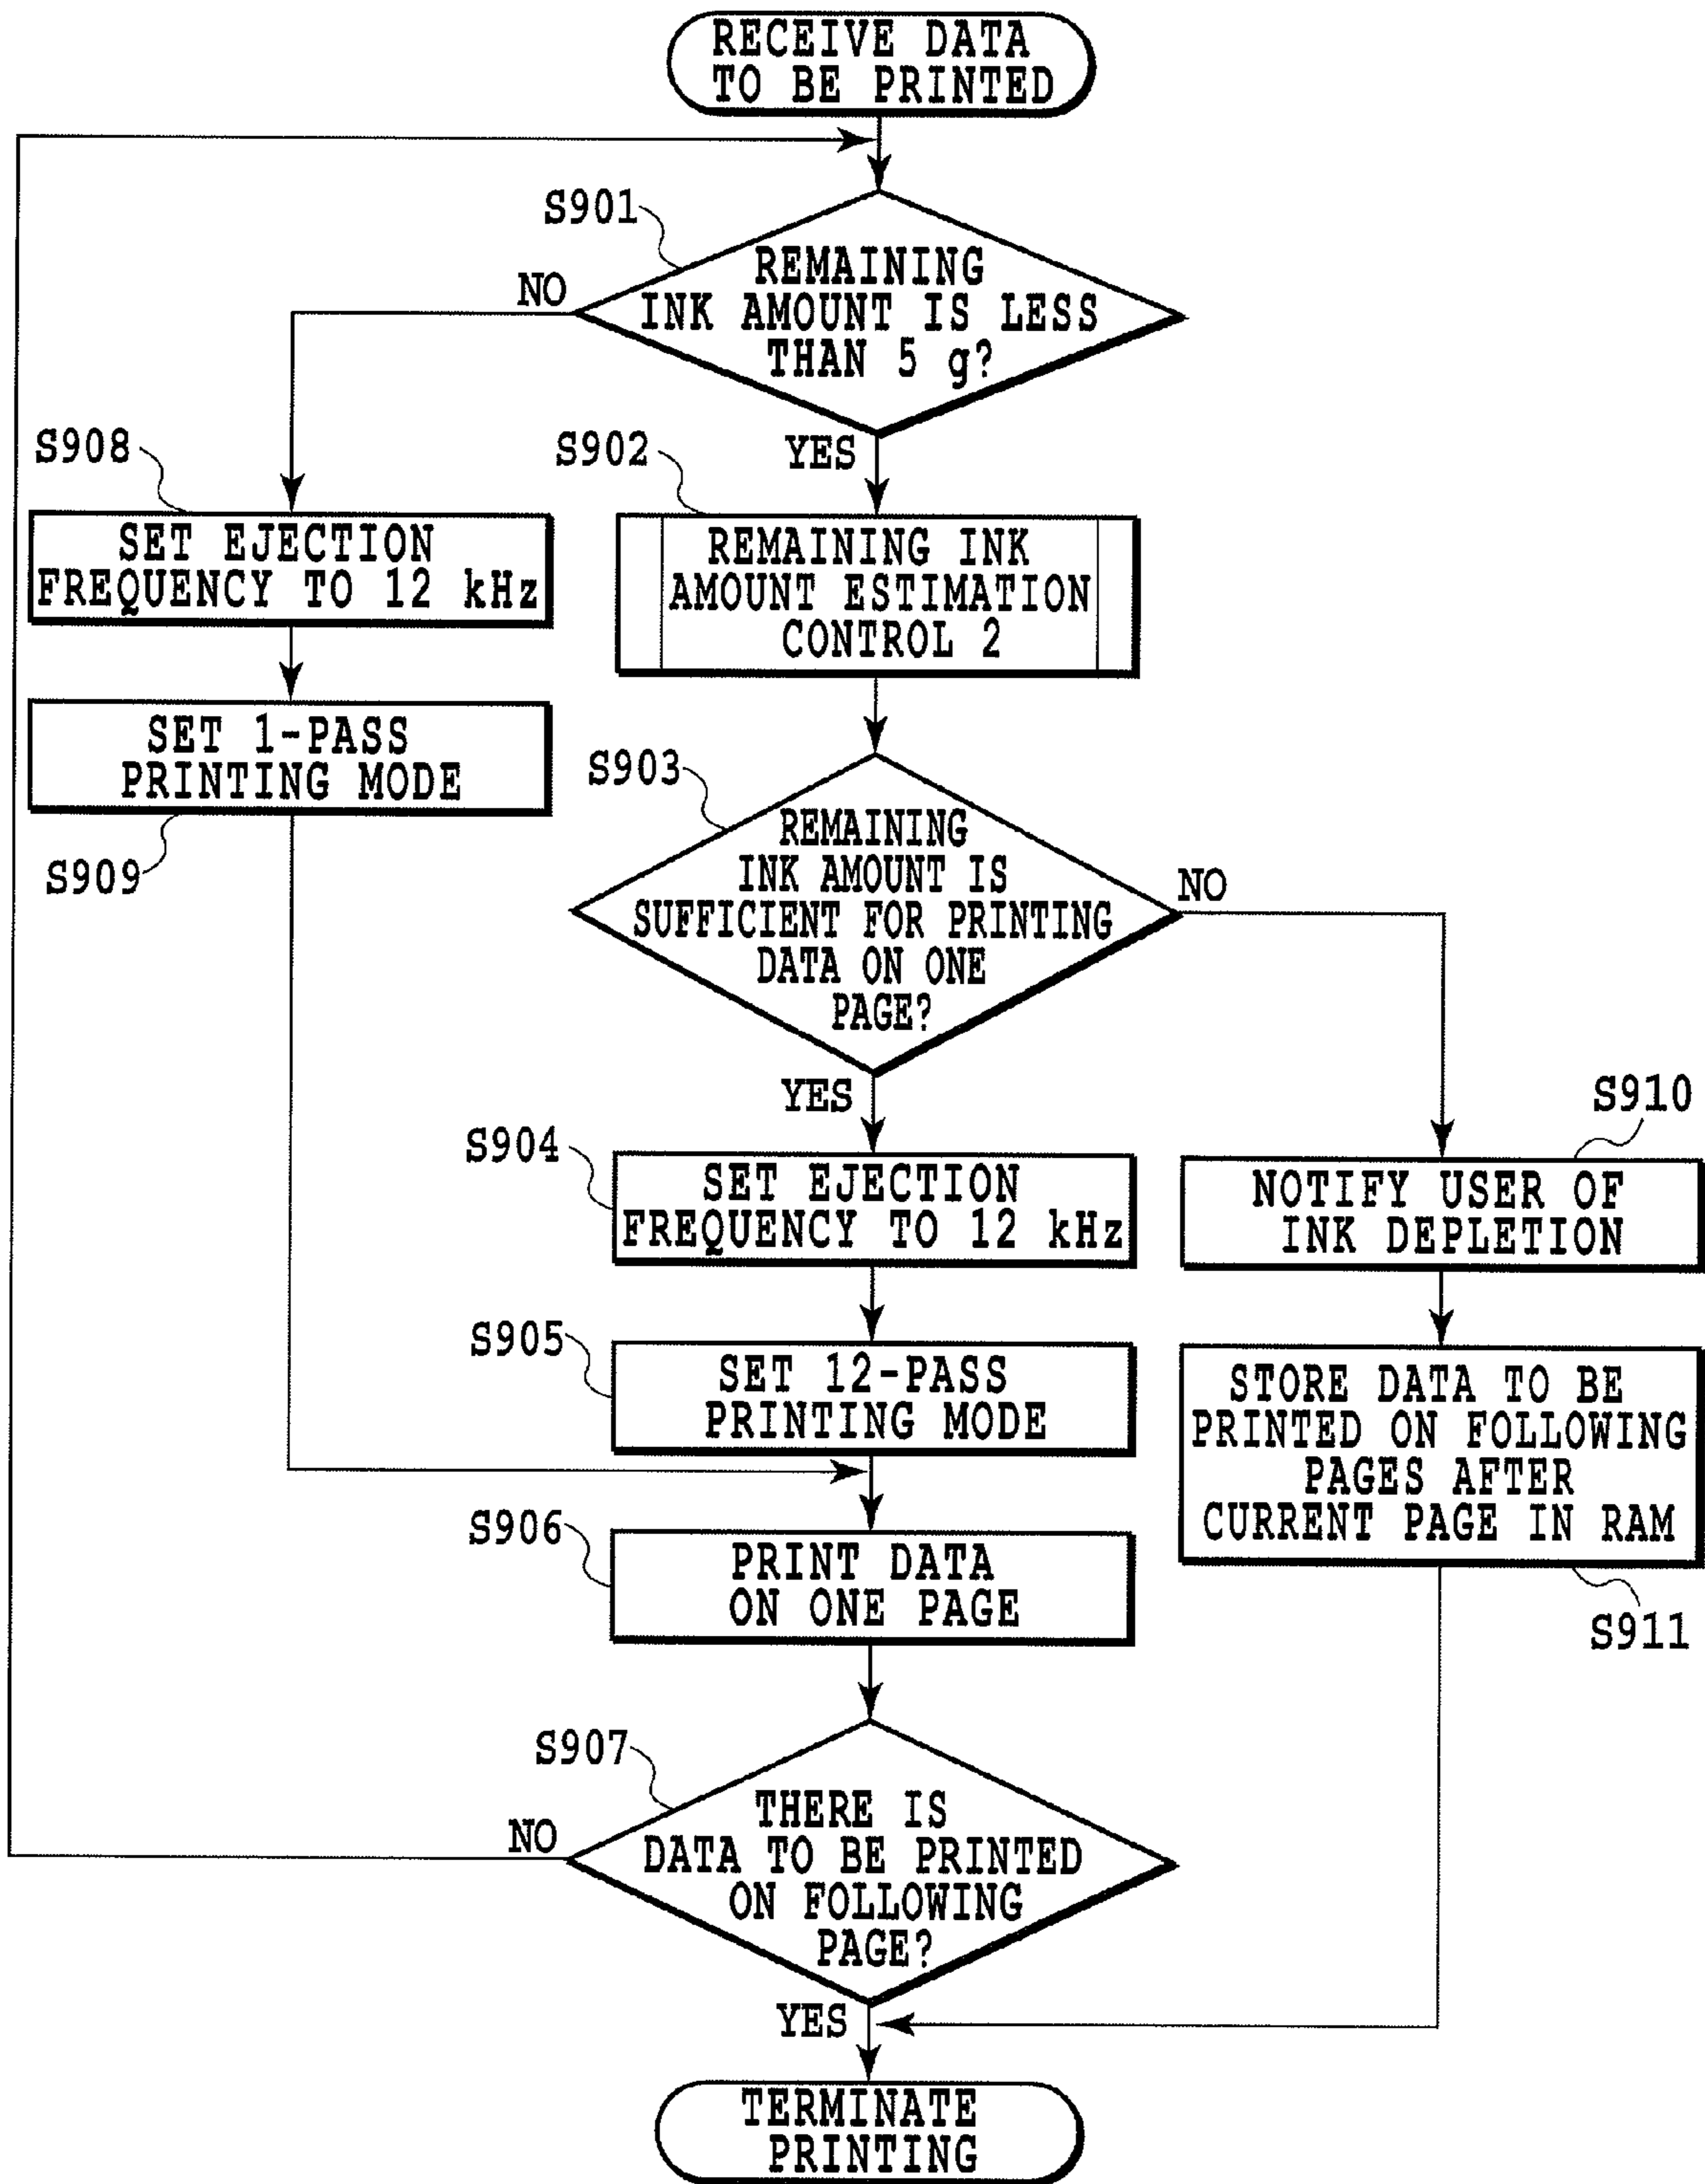 RECEIVE DATA
TO BE PRINTED
S901
REMAINING
INK AMOUNT IS LESS
THAN 5 g?
NO
YES
S908
SET EJECTION
FREQUENCY TO 12 kHz
S902
REMAINING INK
AMOUNT ESTIMATION
CONTROL 2
SET 1-PASS
PRINTING MODE
S909
S903
REMAINING
INK AMOUNT IS
SUFFICIENT FOR PRINTING
DATA ON ONE
PAGE?
NO
YES
S904
SET EJECTION
FREQUENCY TO 12 kHz
S910
NOTIFY USER OF
INK DEPLETION
S905
SET 12-PASS
PRINTING MODE
STORE DATA TO BE
PRINTED ON FOLLOWING
PAGES AFTER
CURRENT PAGE IN RAM
S911
S906
PRINT DATA
ON ONE PAGE
S907
THERE IS
DATA TO BE PRINTED
ON FOLLOWING
PAGE?
NO
YES
TERMINATE
PRINTING